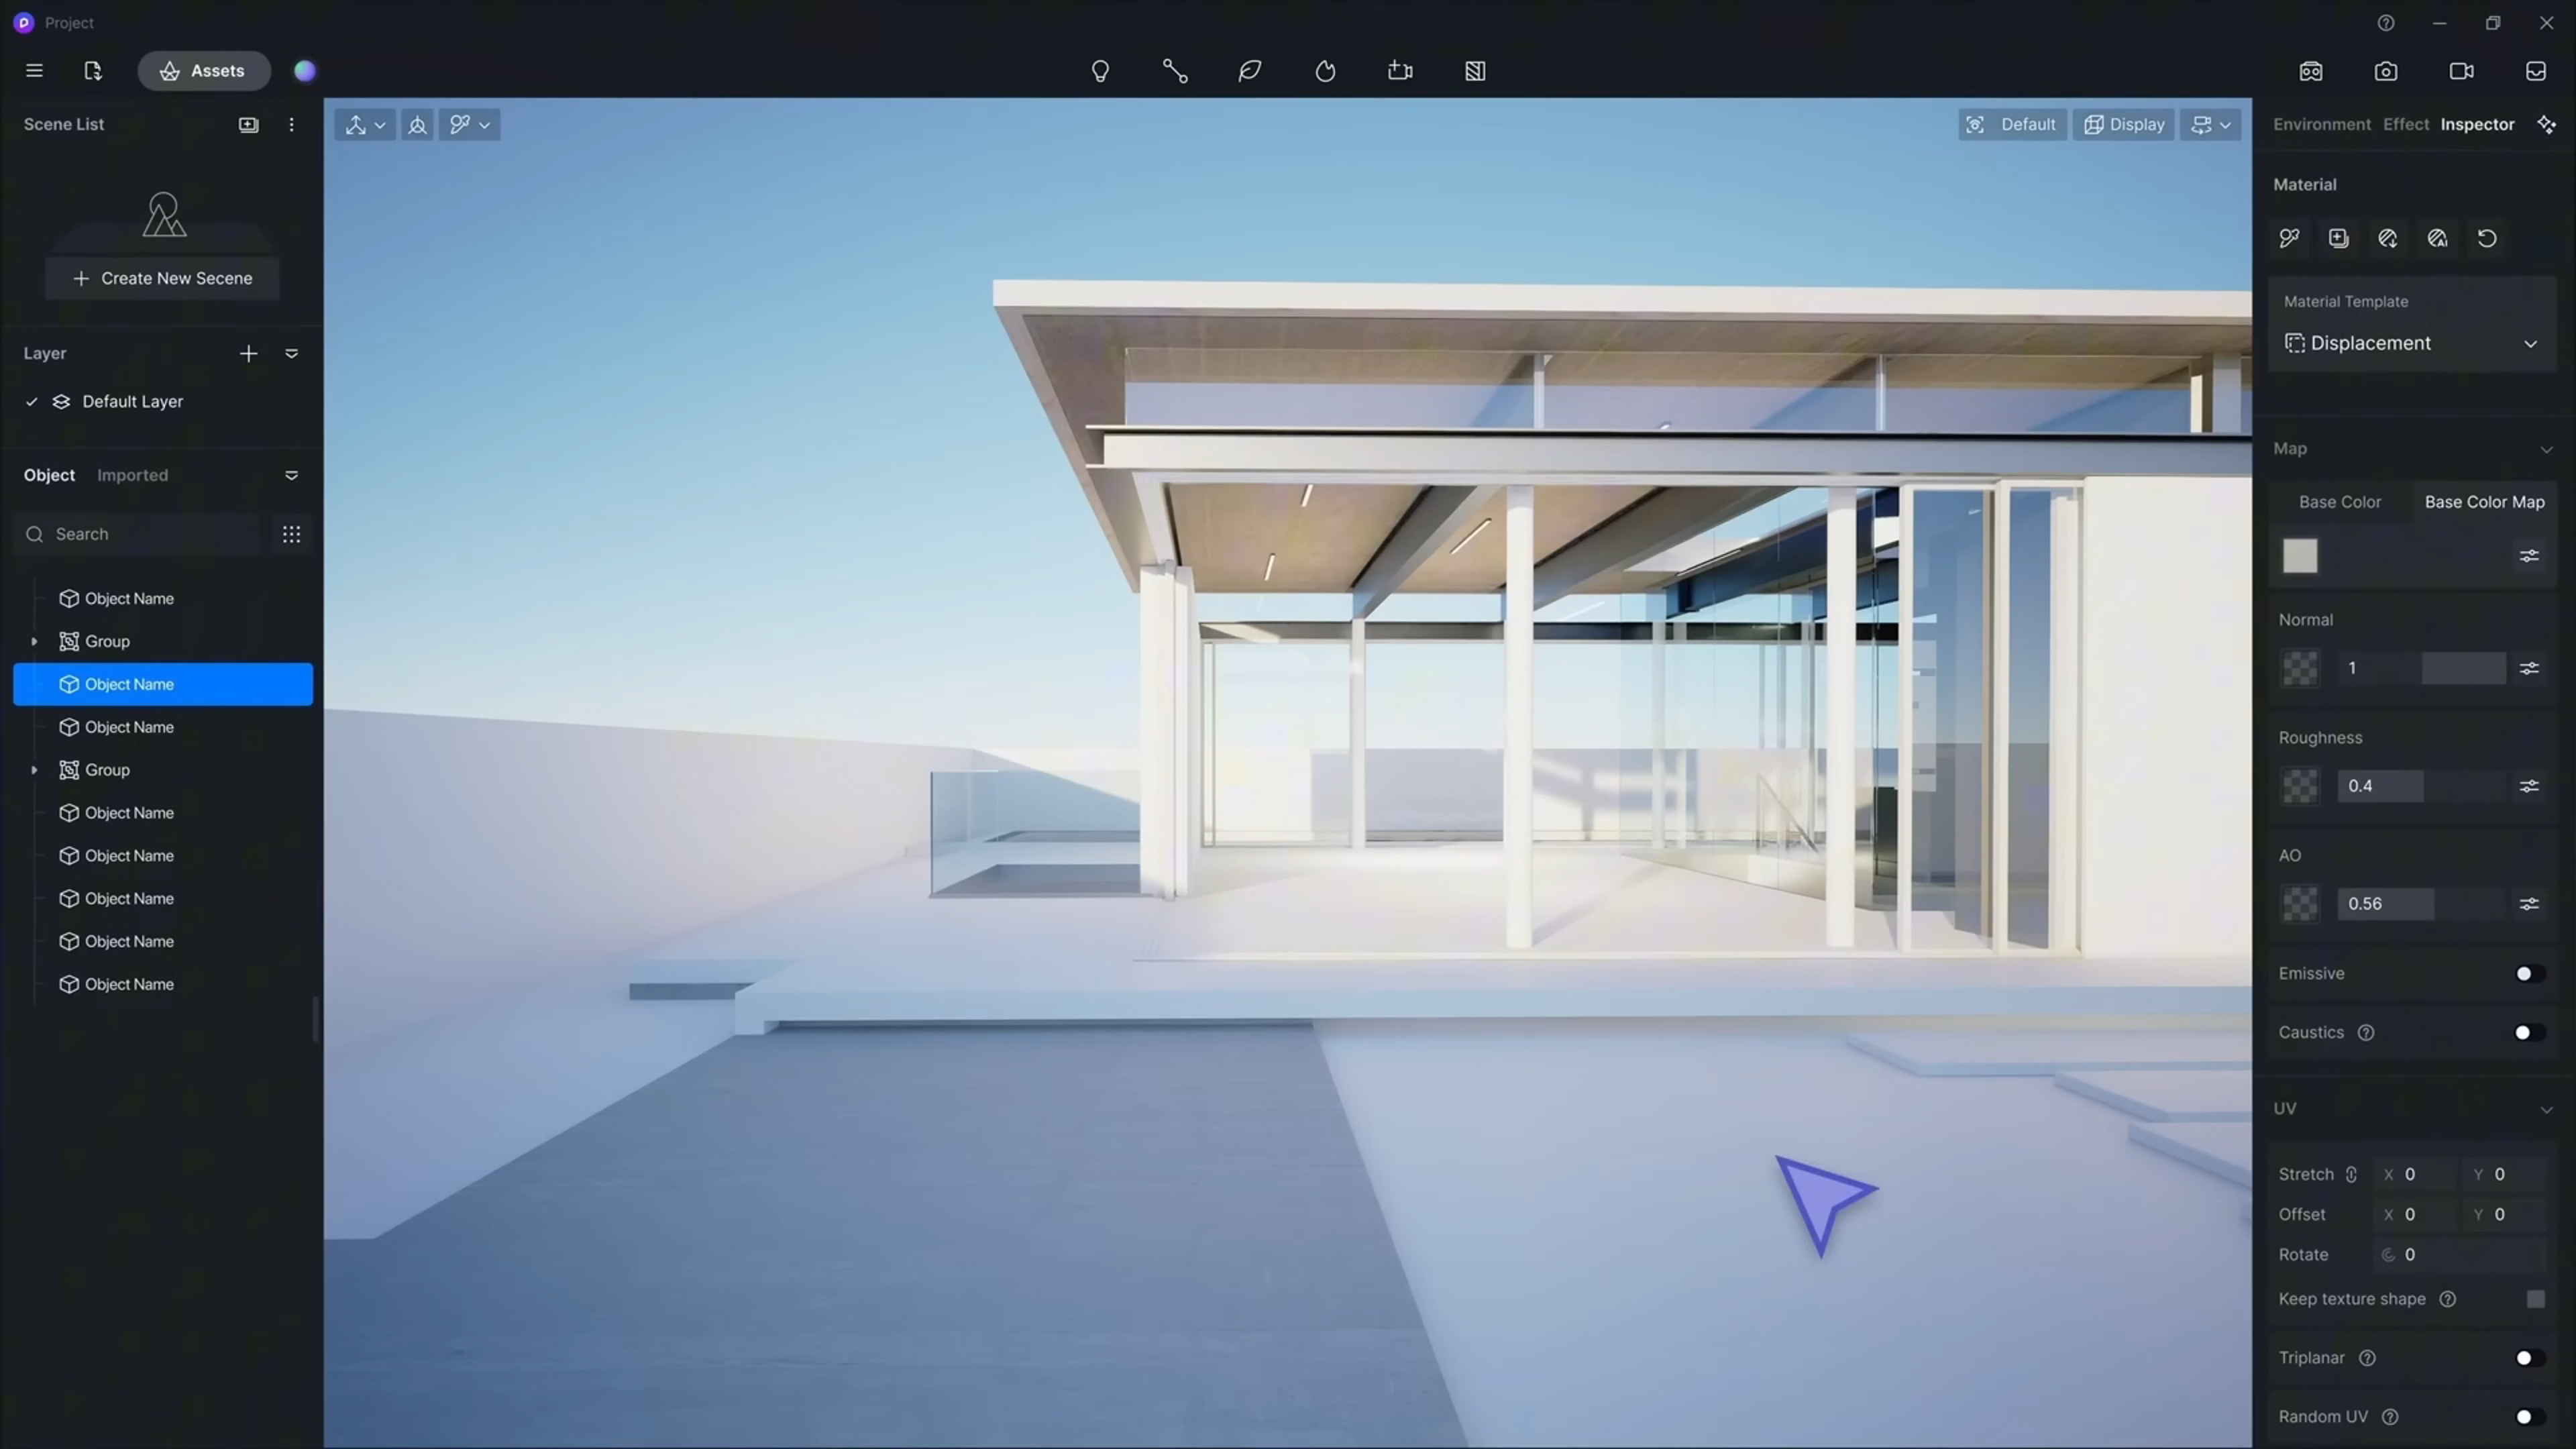 Project
Assets
Scene List
Create New Secene
Layer
Default Layer
Object Imported
Search
Object Name
Group
Object Name
Object Name
Group
Object Name
Object Name
Object Name
Object Name
Object Name
Default Display
Environment Effect Inspector
Material
AI
Material Template
Displacement
Map
Base Color Base Color Map
Normal
1
Roughness
0.4
AO
0.56
Emissive
Caustics
UV
Stretch X 0 Y 0
Offset X 0 Y 0
Rotate 0
Keep texture shape
Triplanar
Random UV